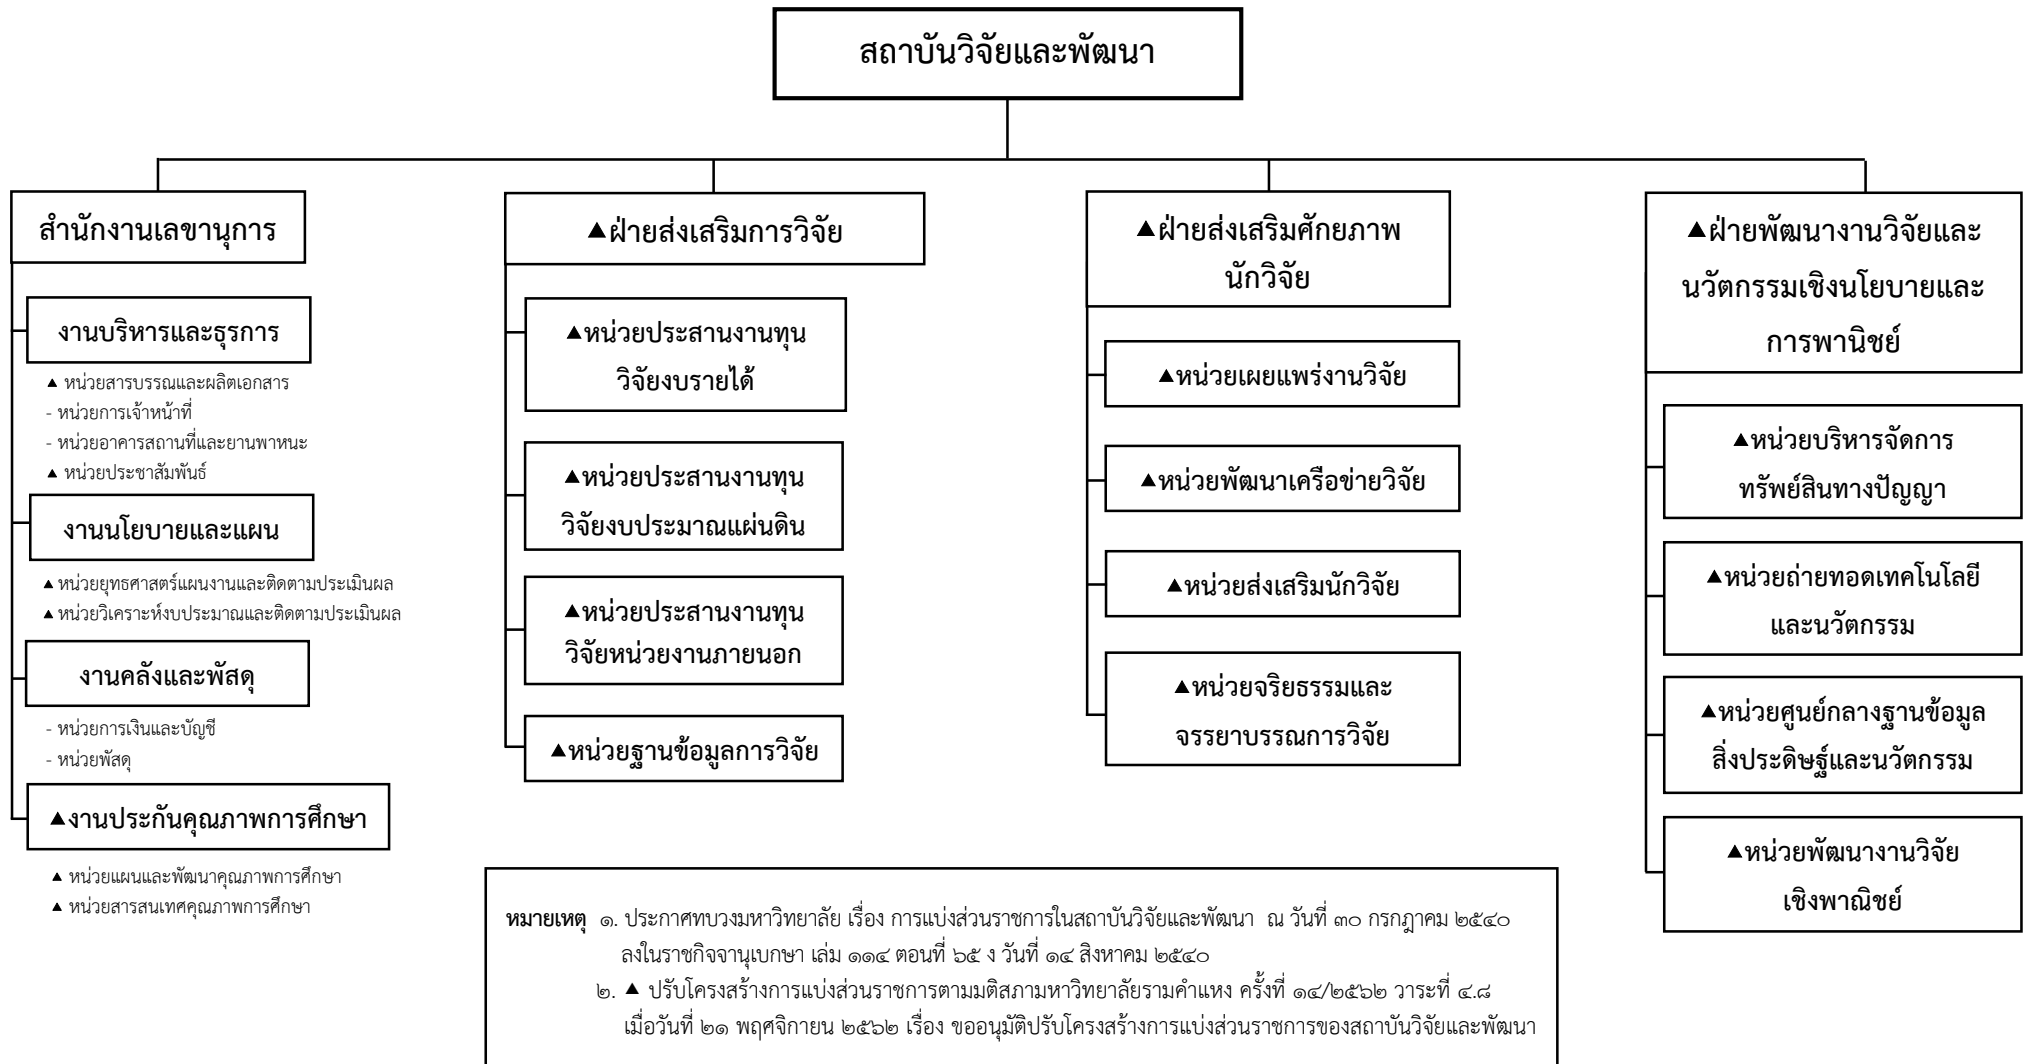 สถาบันวิจัยและพัฒนา
สำนักงานเลขานุการ
งานบริหารและธุรการ
▲ หน่วยสารบรรณและผลิตเอกสาร
- หน่วยการเจ้าหน้าที่
- หน่วยอาคารสถานที่และยานพาหนะ
▲ หน่วยประชาสัมพันธ์
งานนโยบายและแผน
▲ หน่วยยุทธศาสตร์แผนงานและติดตามประเมินผล
▲ หน่วยวิเคราะห์งบประมาณและติดตามประเมินผล
งานคลังและพัสดุ
- หน่วยการเงินและบัญชี
- หน่วยพัสดุ
▲งานประกันคุณภาพการศึกษา
▲ หน่วยแผนและพัฒนาคุณภาพการศึกษา
▲ หน่วยสารสนเทศคุณภาพการศึกษา
▲ฝ่ายส่งเสริมการวิจัย
▲หน่วยประสานงานทุน
วิจัยงบรายได้
▲หน่วยประสานงานทุน
วิจัยงบประมาณแผ่นดิน
▲หน่วยประสานงานทุน
วิจัยหน่วยงานภายนอก
▲หน่วยฐานข้อมูลการวิจัย
▲ฝ่ายส่งเสริมศักยภาพ
นักวิจัย
▲หน่วยเผยแพร่งานวิจัย
▲หน่วยพัฒนาเครือข่ายวิจัย
▲หน่วยส่งเสริมนักวิจัย
▲หน่วยจริยธรรมและ
จรรยาบรรณการวิจัย
▲ฝ่ายพัฒนางานวิจัยและ
นวัตกรรมเชิงนโยบายและ
การพานิชย์
▲หน่วยบริหารจัดการ
ทรัพย์สินทางปัญญา
▲หน่วยถ่ายทอดเทคโนโลยี
และนวัตกรรม
▲หน่วยศูนย์กลางฐานข้อมูล
สิ่งประดิษฐ์และนวัตกรรม
▲หน่วยพัฒนางานวิจัย
เชิงพาณิชย์
หมายเหตุ ๑. ประกาศทบวงมหาวิทยาลัย เรื่อง การแบ่งส่วนราชการในสถาบันวิจัยและพัฒนา ณ วันที่ ๓๐ กรกฎาคม ๒๕๔๐
ลงในราชกิจจานุเบกษา เล่ม ๑๑๔ ตอนที่ ๖๕ ง วันที่ ๑๔ สิงหาคม ๒๕๔๐
๒. ▲ ปรับโครงสร้างการแบ่งส่วนราชการตามมติสภามหาวิทยาลัยรามคำแหง ครั้งที่ ๑๔/๒๕๖๒ วาระที่ ๔.๘
เมื่อวันที่ ๒๑ พฤศจิกายน ๒๕๖๒ เรื่อง ขออนุมัติปรับโครงสร้างการแบ่งส่วนราชการของสถาบันวิจัยและพัฒนา